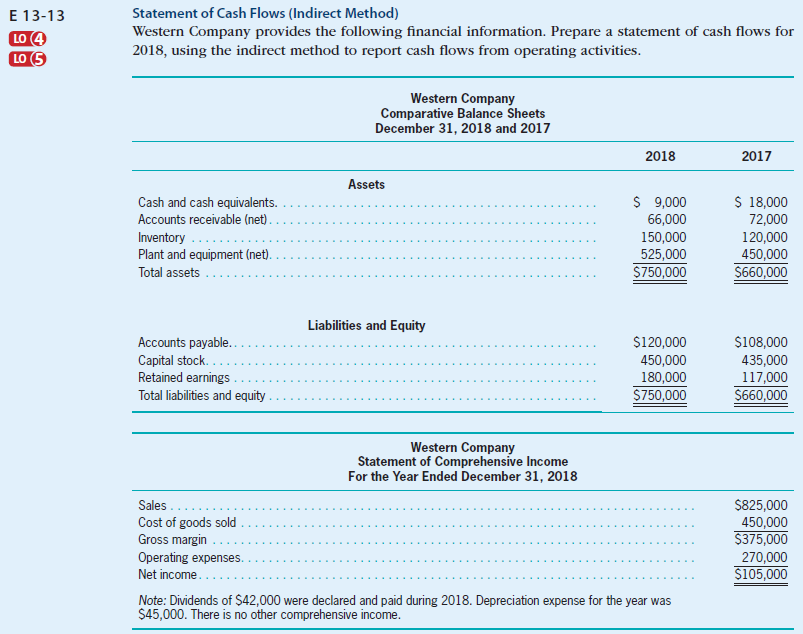 E 13-13
LO 4
LO 5
Statement of Cash Flows (Indirect Method)
Western Company provides the following financial information. Prepare a statement of cash flows for
2018, using the indirect method to report cash flows from operating activities.
Western Company
Comparative Balance Sheets
December 31, 2018 and 2017
2018 2017
Assets
Cash and cash equivalents. $ 9,000 $ 18,000
Accounts receivable (net). 66,000 72,000
Inventory 150,000 120,000
Plant and equipment (net). 525,000 450,000
Total assets $750,000 $660,000
Liabilities and Equity
Accounts payable. $120,000 $108,000
Capital stock. 450,000 435,000
Retained earnings 180,000 117,000
Total liabilities and equity $750,000 $660,000
Western Company
Statement of Comprehensive Income
For the Year Ended December 31, 2018
Sales $825,000
Cost of goods sold 450,000
Gross margin $375,000
Operating expenses. 270,000
Net income. $105,000
Note: Dividends of $42,000 were declared and paid during 2018. Depreciation expense for the year was
$45,000. There is no other comprehensive income.